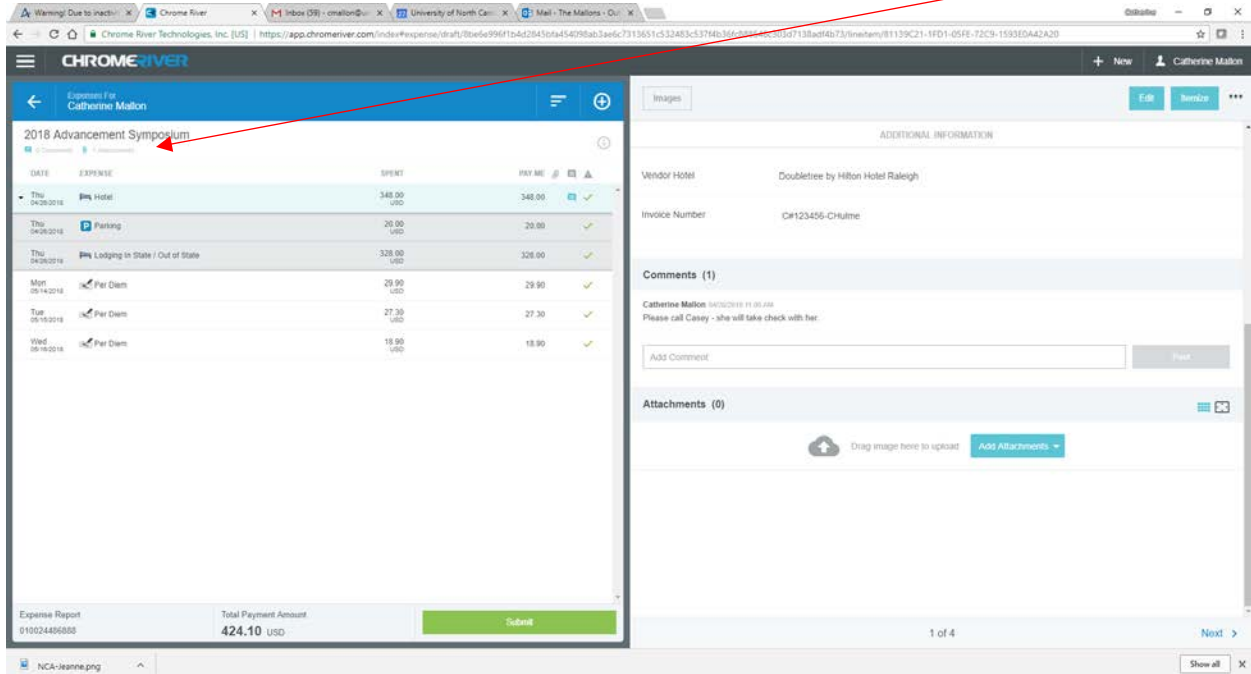 Warning! Due to inactiv
Chrome River
Inbox (59) - cmallon@un
University of North Car
Mail - The Mallons - Out
Chrome River Technologies, Inc. [US] | https://app.chromeriver.com/index#expense/draft/
CHROMERIVER
+ New
Catherine Mallon
Expenses For
Catherine Mallon
Images
Edit
Itemize
2018 Advancement Symposium
0 Comments 1 Attachments
DATE EXPENSE SPENT PAY ME
Thu 04/26/2018 Hotel 348.00 USD 348.00
Thu 04/26/2018 Parking 20.00 USD 20.00
Thu 04/26/2018 Lodging In State / Out of State 328.00 USD 328.00
Mon 05/14/2018 Per Diem 29.90 USD 29.90
Tue 05/15/2018 Per Diem 27.30 USD 27.30
Wed 05/16/2018 Per Diem 18.90 USD 18.90
Expense Report
010024486888
Total Payment Amount
424.10 USD
Submit
ADDITIONAL INFORMATION
Vendor Hotel Doubletree by Hilton Hotel Raleigh
Invoice Number C#123456-CHulme
Comments (1)
Catherine Mallon
Please call Casey - she will take check with her.
Add Comment
Post
Attachments (0)
Drag image here to upload
Add Attachments
1 of 4
Next >
NCA-Jeanne.png
Show all